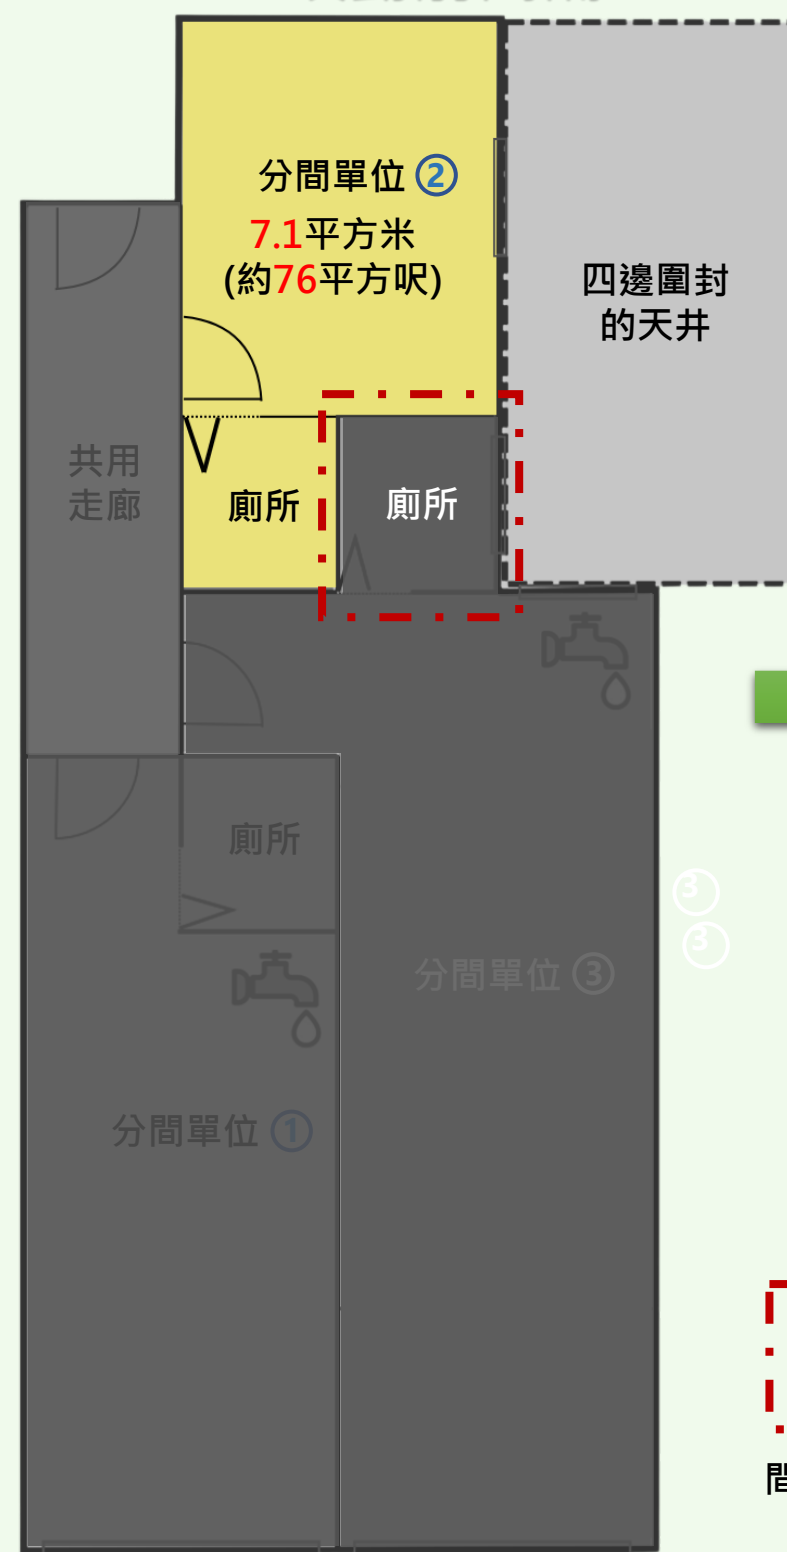 分間單位 ②
7.1平方米
(約76平方呎)
四邊圍封
的天井
共用
走廊
廁所
廁所
廁所
③
③
分間單位 ③
分間單位 ①
間